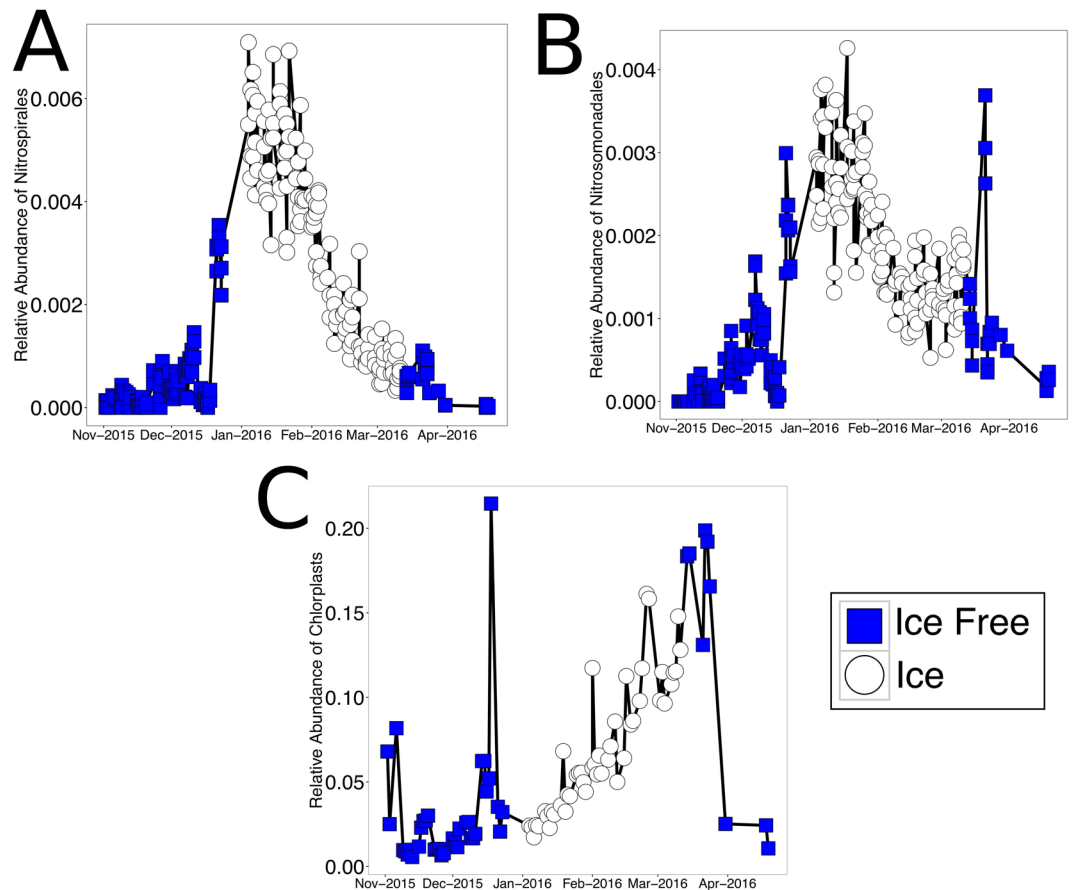 A
Relative Abundance of Nitrospirales
0.006
0.004
0.002
0.000
Nov–2015 Dec–2015 Jan–2016 Feb–2016 Mar–2016 Apr–2016
B
Relative Abundance of Nitrosomonadales
0.004
0.003
0.002
0.001
0.000
Nov–2015 Dec–2015 Jan–2016 Feb–2016 Mar–2016 Apr–2016
C
Relative Abundance of Chlorplasts
0.20
0.15
0.10
0.05
0.00
Nov–2015 Dec–2015 Jan–2016 Feb–2016 Mar–2016 Apr–2016
Ice Free
Ice